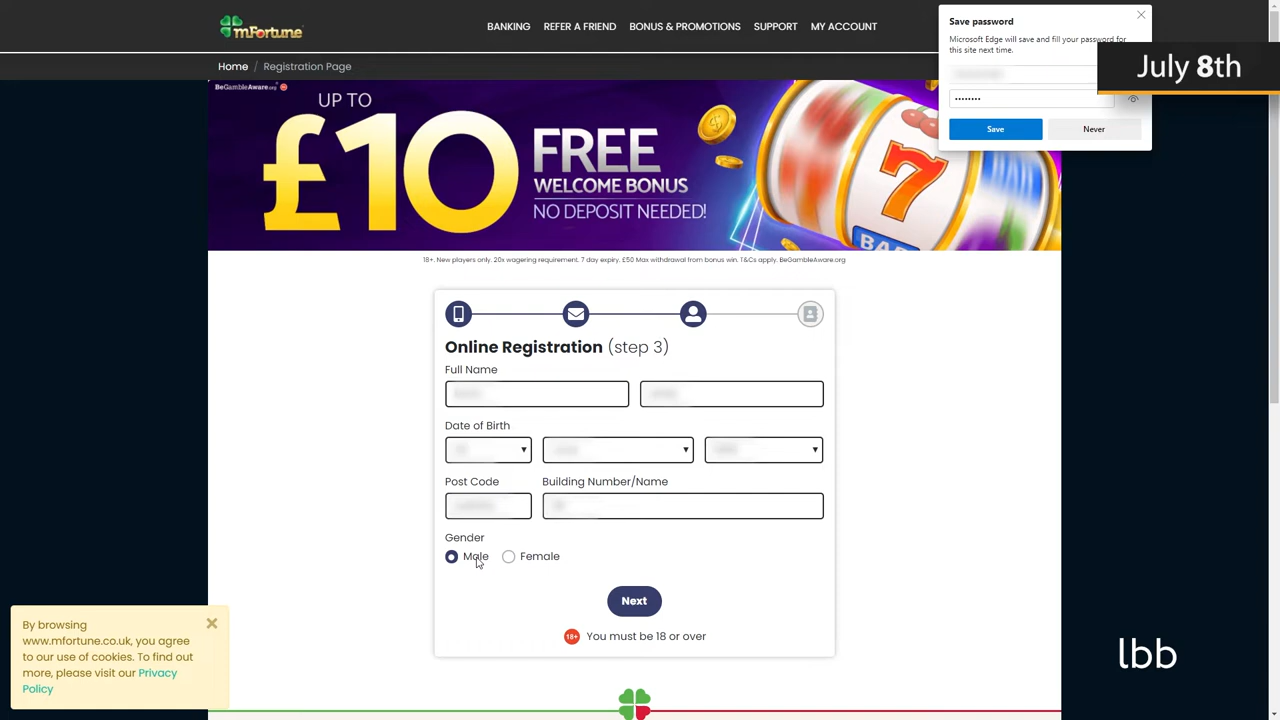 mFortune
BANKING
REFER A FRIEND
BONUS & PROMOTIONS
SUPPORT
MY ACCOUNT
Save password
Microsoft Edge will save and fill your password for
this site next time.
••••••••
Save
Never
July 8th
Home / Registration Page
BeGambleAware.org 18+
UP TO
£10
FREE
WELCOME BONUS
NO DEPOSIT NEEDED!
7
BAR
18+. New players only. 20x wagering requirement. 7 day expiry. £50 Max withdrawal from bonus win. T&Cs apply. BeGambleAware.org
Online Registration (step 3)
Full Name
Date of Birth
Post Code
Building Number/Name
Gender
Male
Female
Next
18+ You must be 18 or over
By browsing
www.mfortune.co.uk, you agree
to our use of cookies. To find out
more, please visit our Privacy
Policy
lbb